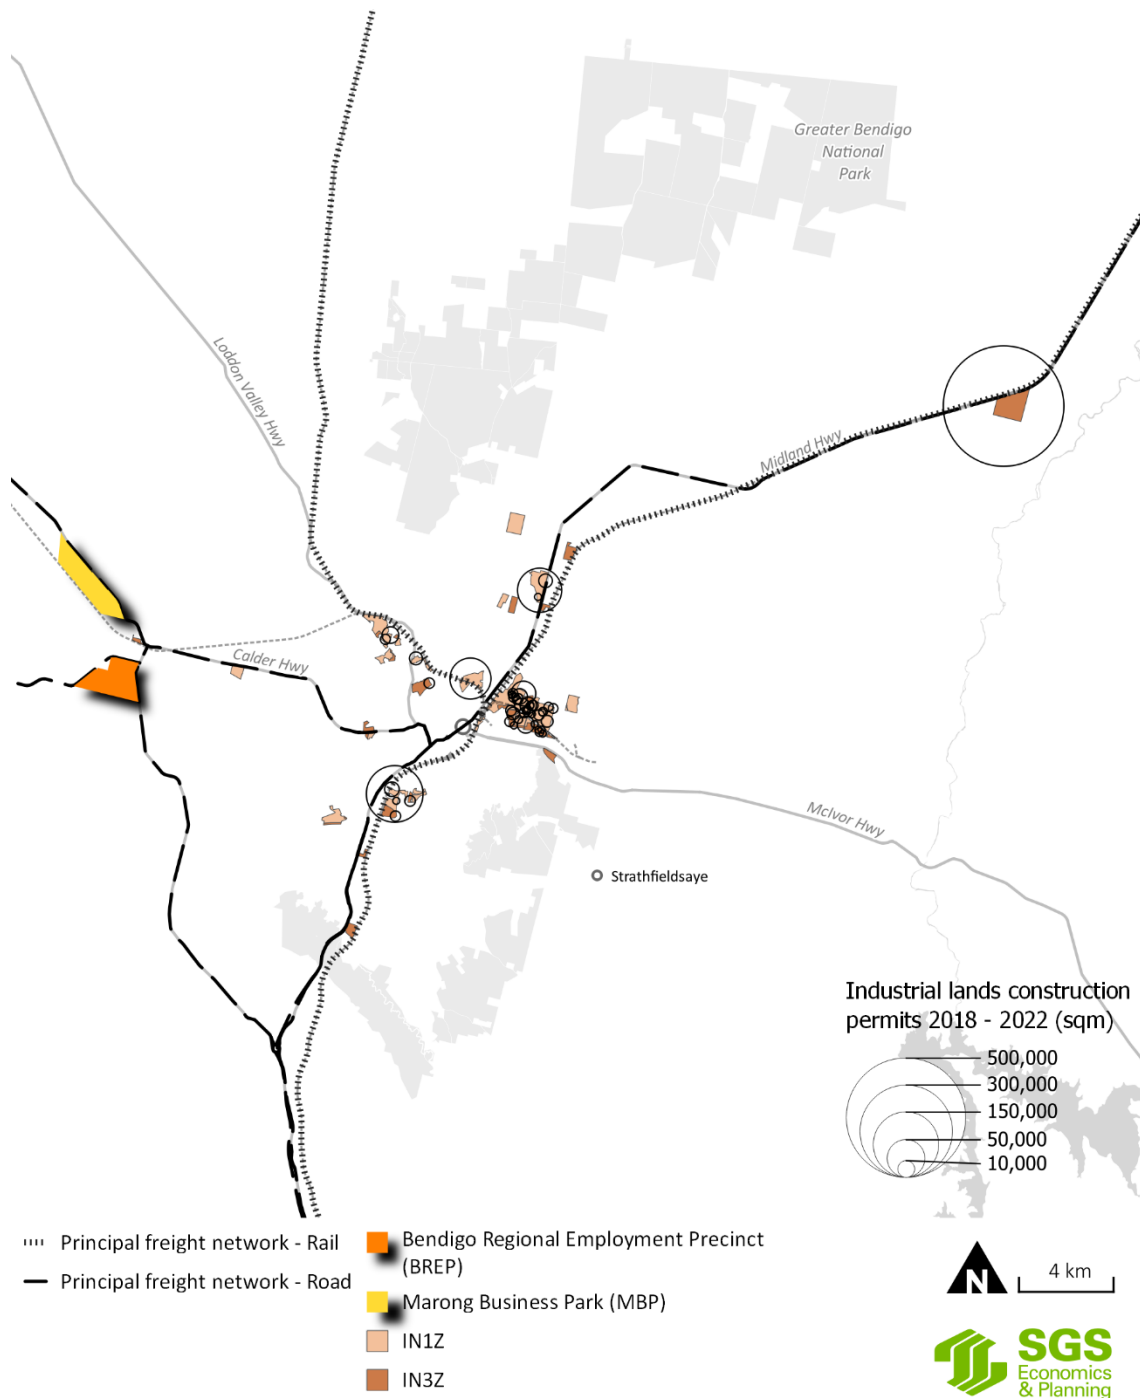 Greater Bendigo
National
Park
Loddon Valley Hwy
Midland Hwy
Calder Hwy
McIvor Hwy
Strathfieldsaye
Industrial lands construction
permits 2018 - 2022 (sqm)
500,000
300,000
150,000
50,000
10,000
Principal freight network - Rail
Principal freight network - Road
Bendigo Regional Employment Precinct
(BREP)
Marong Business Park (MBP)
IN1Z
IN3Z
N
4 km
SGS
Economics
& Planning